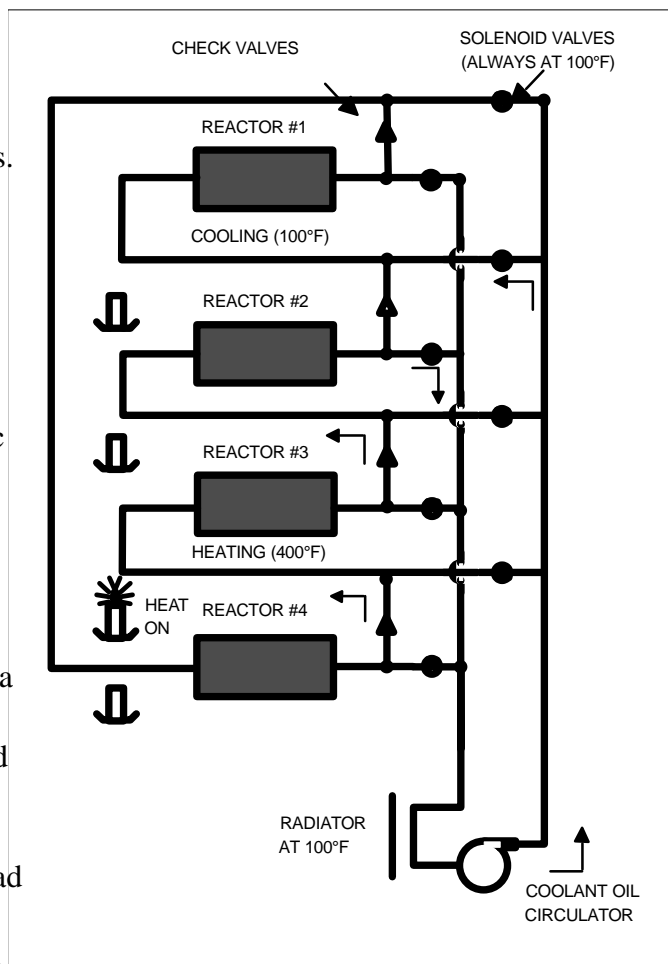 CHECK VALVES
SOLENOID VALVES
(ALWAYS AT 100°F)
REACTOR #1
s.
COOLING (100°F)
REACTOR #2
c
REACTOR #3
HEATING (400°F)
HEAT
ON
REACTOR #4
a
d
RADIATOR
AT 100°F
ad
COOLANT OIL
CIRCULATOR